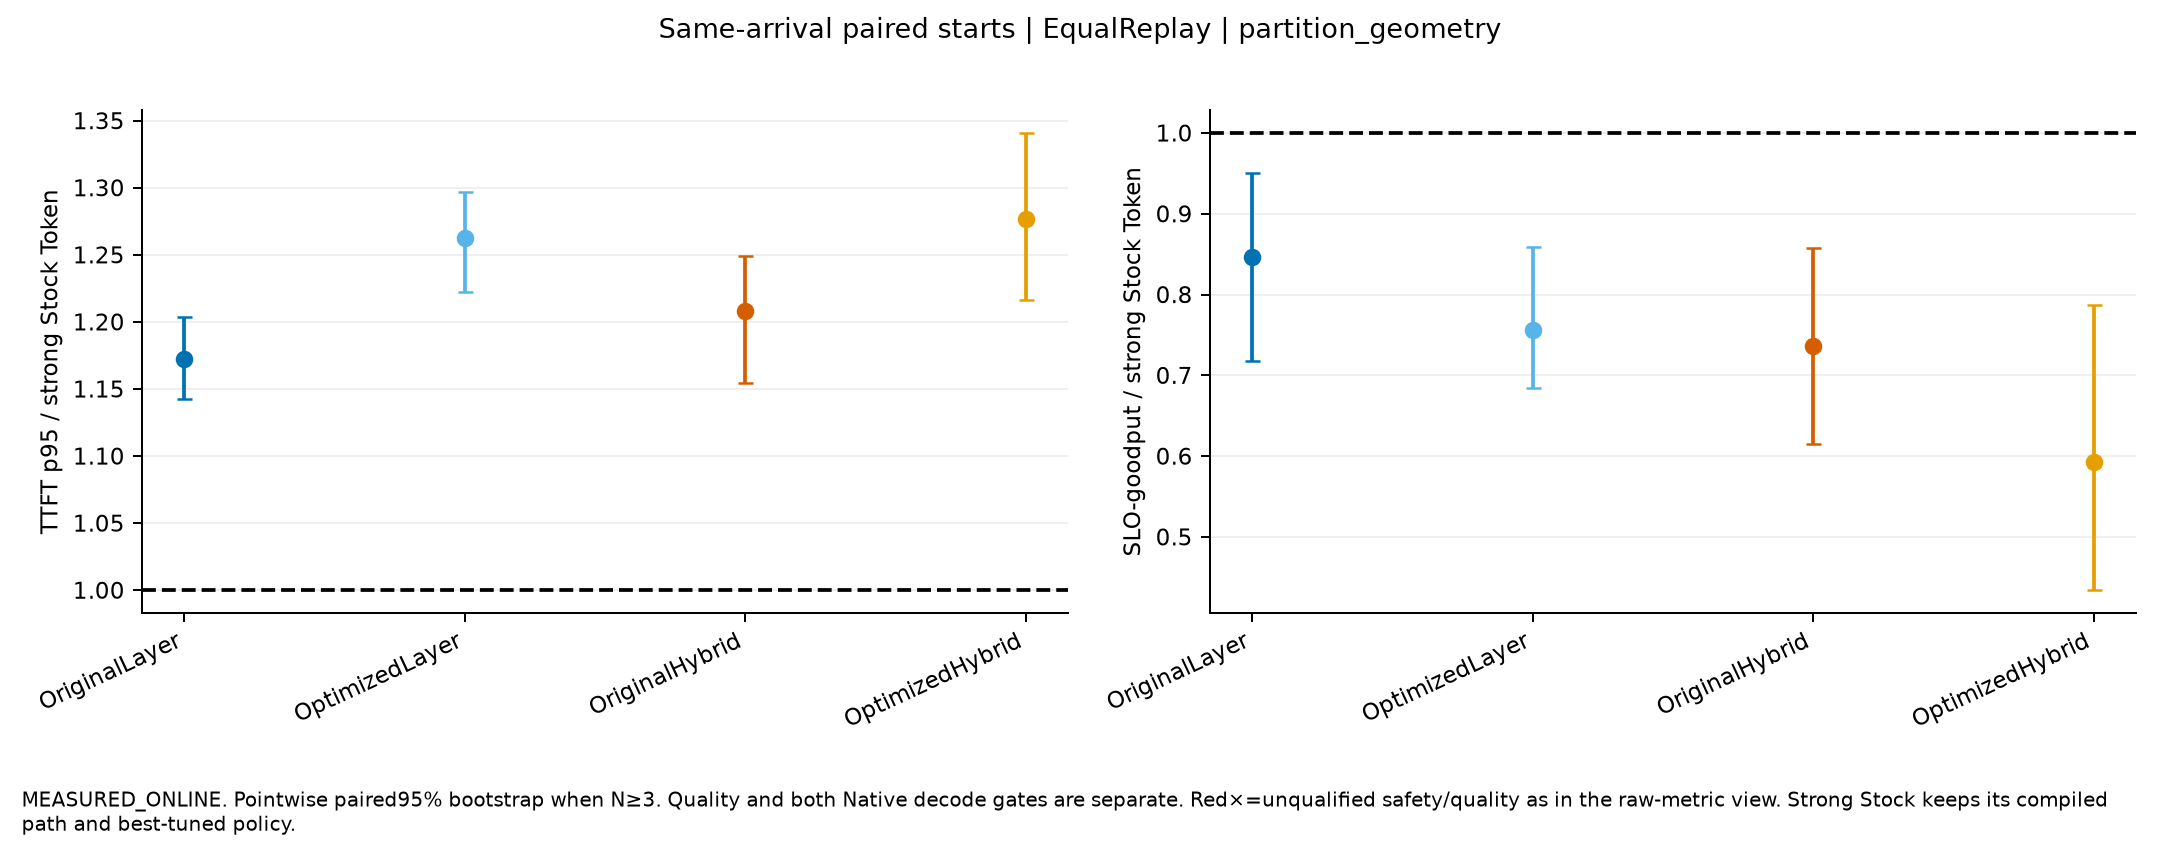 Same-arrival paired starts | EqualReplay | partition_geometry
TTFT p95 / strong Stock Token
1.35
1.30
1.25
1.20
1.15
1.10
1.05
1.00
OriginalLayer
OptimizedLayer
OriginalHybrid
OptimizedHybrid
SLO-goodput / strong Stock Token
1.0
0.9
0.8
0.7
0.6
0.5
OriginalLayer
OptimizedLayer
OriginalHybrid
OptimizedHybrid
MEASURED_ONLINE. Pointwise paired95% bootstrap when N≥3. Quality and both Native decode gates are separate. Red×=unqualified safety/quality as in the raw-metric view. Strong Stock keeps its compiled
path and best-tuned policy.